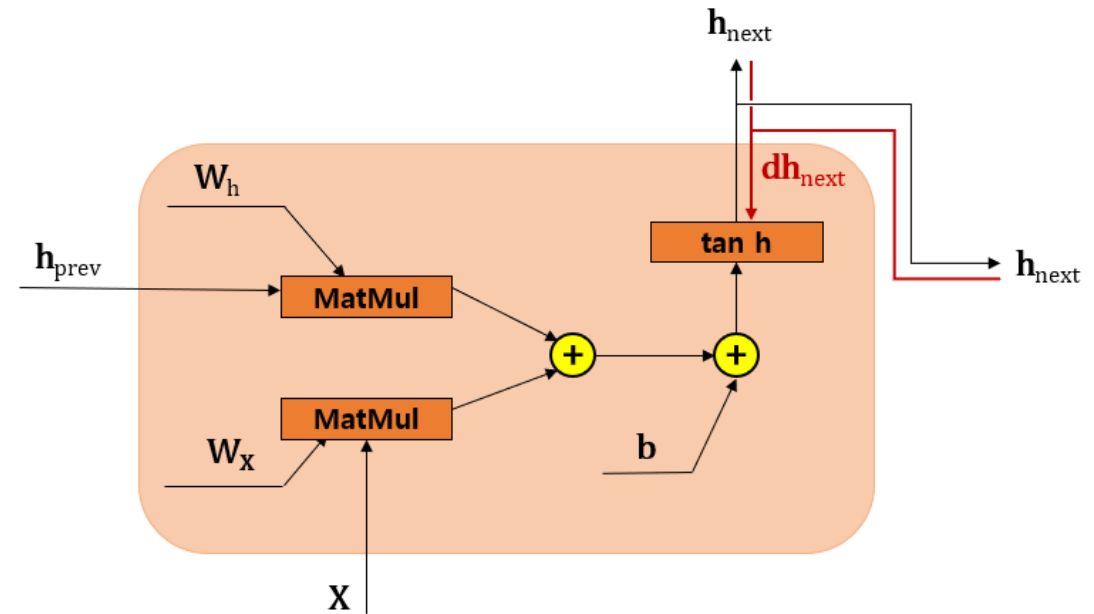 h_next
W_h
dh_next
tan h
h_prev
h_next
MatMul
+
+
MatMul
W_X
b
X